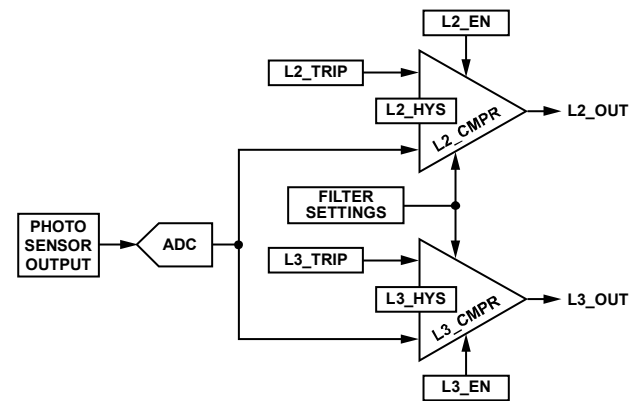 L2_EN
L2_TRIP
L2_HYS
L2_CMPR
L2_OUT
FILTER
SETTINGS
PHOTO
SENSOR
OUTPUT
ADC
L3_TRIP
L3_HYS
L3_CMPR
L3_OUT
L3_EN